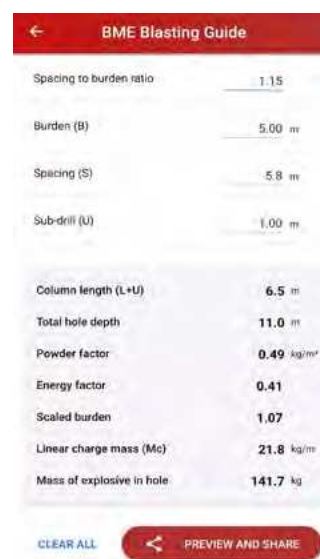 ← BME Blasting Guide
Spacing to burden ratio 1.15
Burden (B) 5.00 m
Spacing (S) 5.8 m
Sub-drill (U) 1.00 m
Column length (L+U) 6.5 m
Total hole depth 11.0 m
Powder factor 0.49 kg/m³
Energy factor 0.41
Scaled burden 1.07
Linear charge mass (Mc) 21.8 kg/m
Mass of explosive in hole 141.7 kg
CLEAR ALL PREVIEW AND SHARE